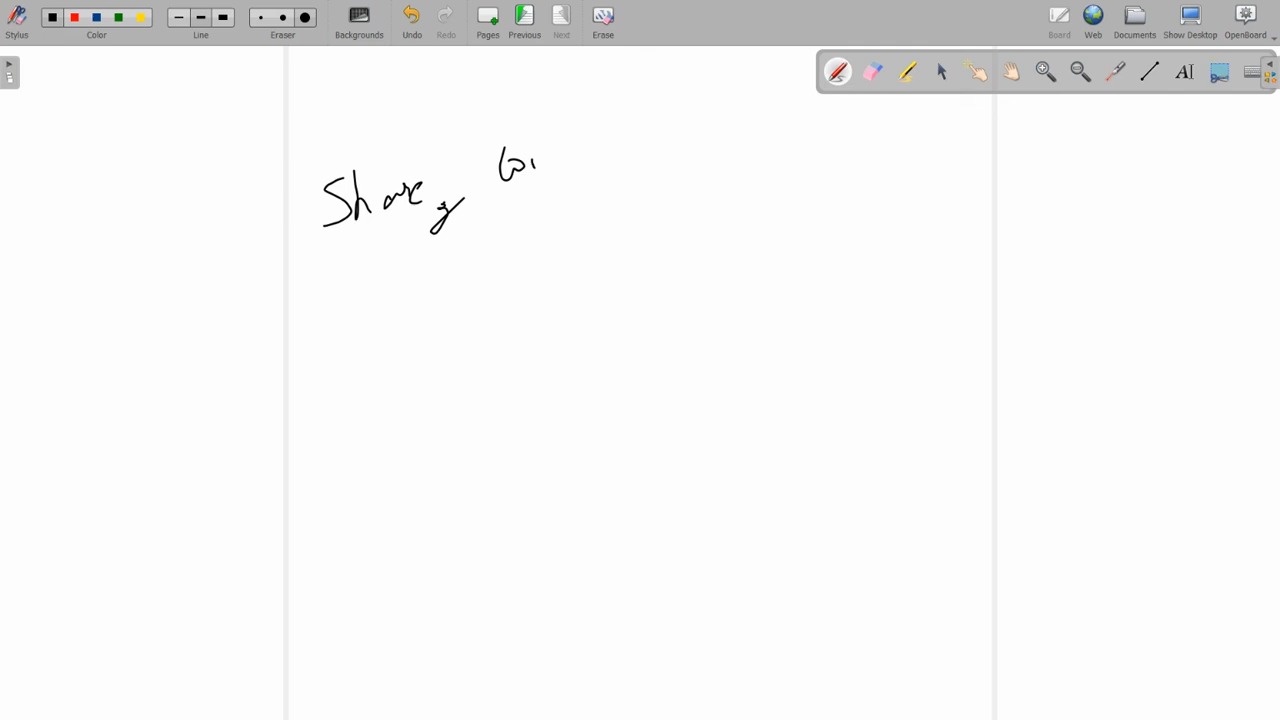 Stylus
Color
Line
Eraser
Backgrounds
Undo
Redo
Pages
Previous
Next
Erase
Board
Web
Documents
Show Desktop
OpenBoard
Share